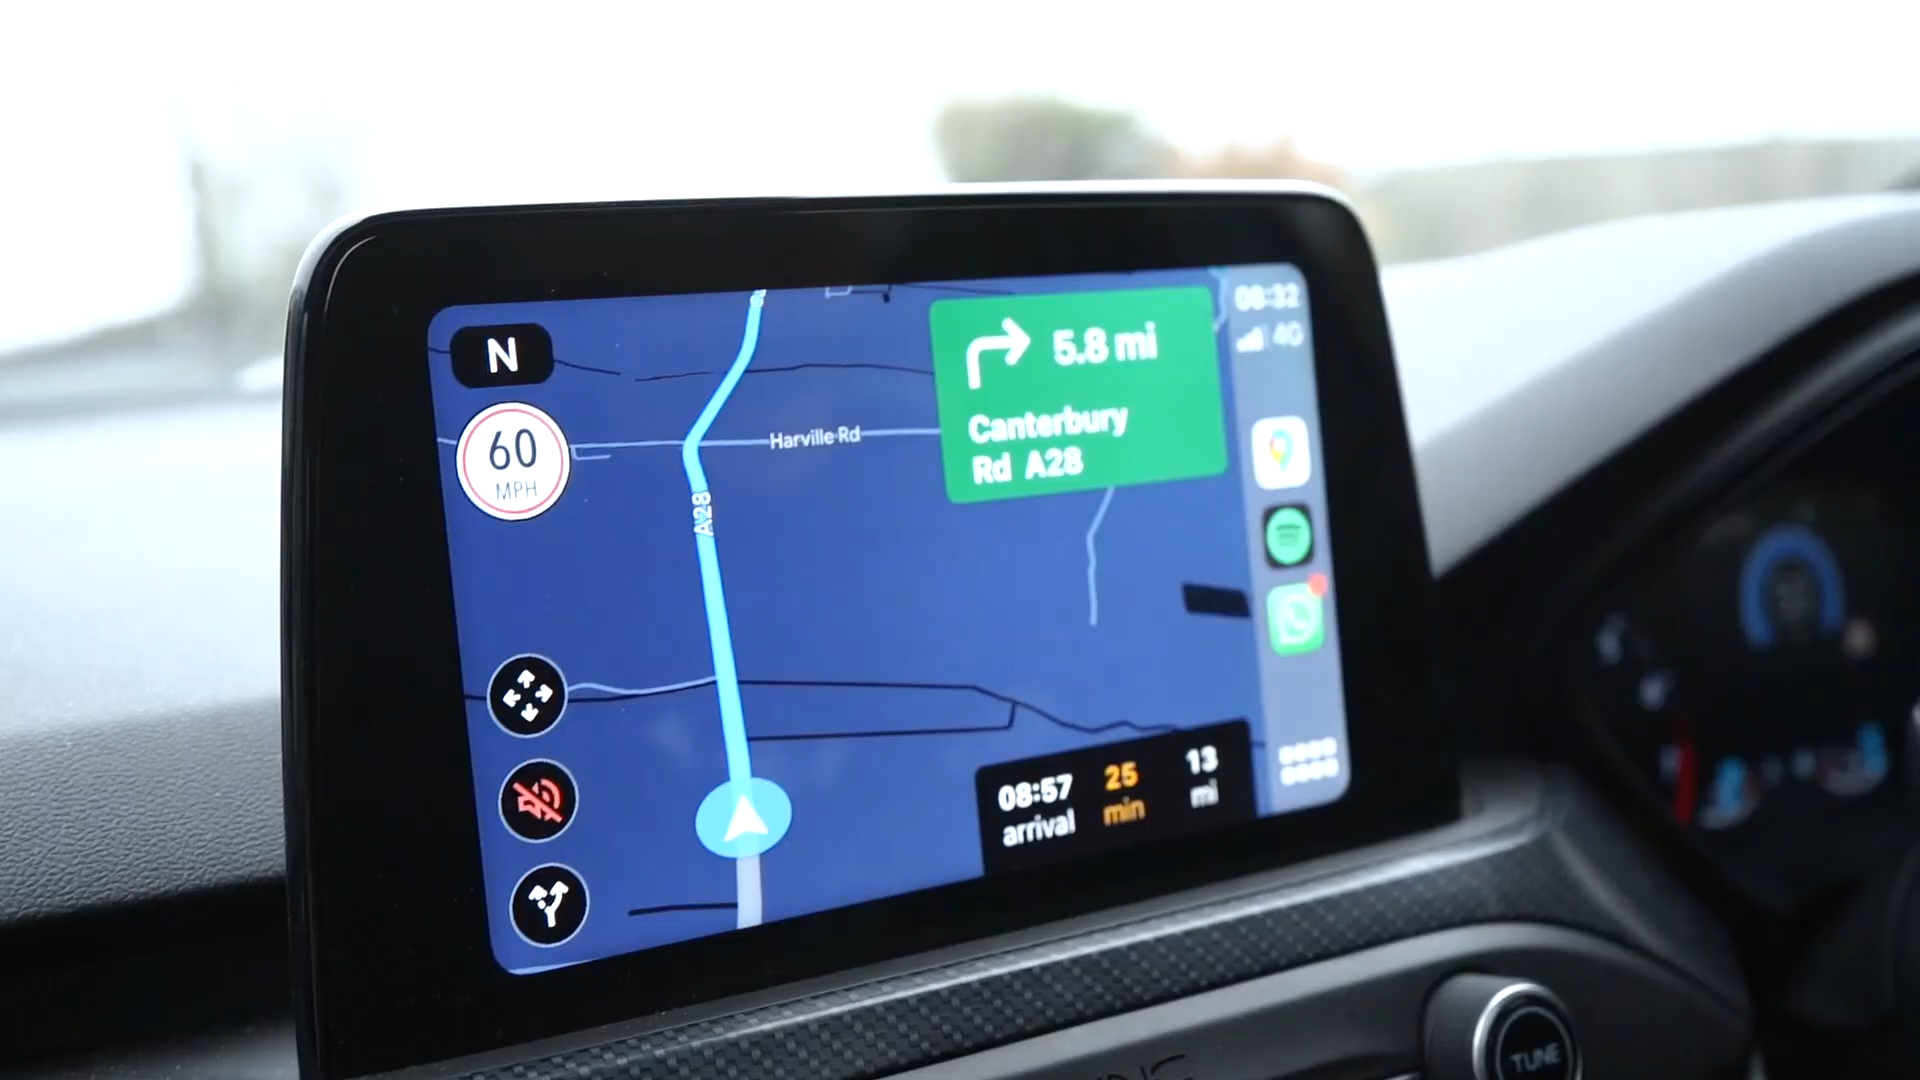 N
60
MPH
Harville Rd
A28
5.8 mi
Canterbury
Rd A28
08:32
4G
08:57
arrival
25
min
13
mi
TUNE